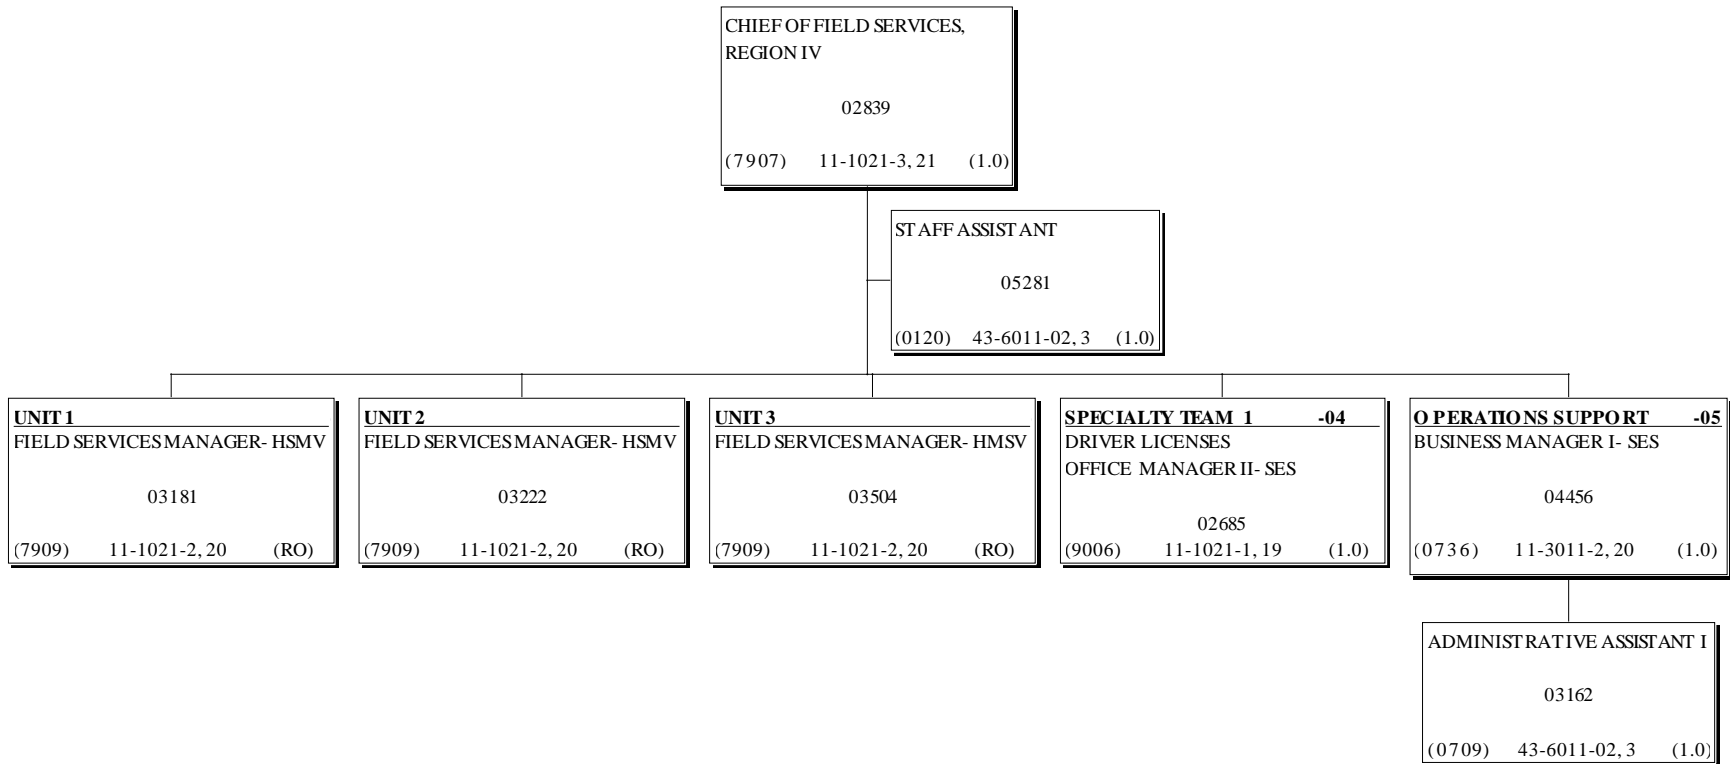 CHIEF OF FIELD SERVICES,
REGION IV
02839
(7907) 11-1021-3, 21 (1.0)
STAFF ASSISTANT
05281
(0120) 43-6011-02, 3 (1.0)
UNIT 1
FIELD SERVICES MANAGER- HSMV
03181
(7909) 11-1021-2, 20 (RO)
UNIT 2
FIELD SERVICES MANAGER- HSMV
03222
(7909) 11-1021-2, 20 (RO)
UNIT 3
FIELD SERVICES MANAGER- HMSV
03504
(7909) 11-1021-2, 20 (RO)
SPECIALTY TEAM 1 -04
DRIVER LICENSES
OFFICE MANAGER II- SES
02685
(9006) 11-1021-1, 19 (1.0)
OPERATIONS SUPPORT -05
BUSINESS MANAGER I- SES
04456
(0736) 11-3011-2, 20 (1.0)
ADMINISTRATIVE ASSISTANT I
03162
(0709) 43-6011-02, 3 (1.0)